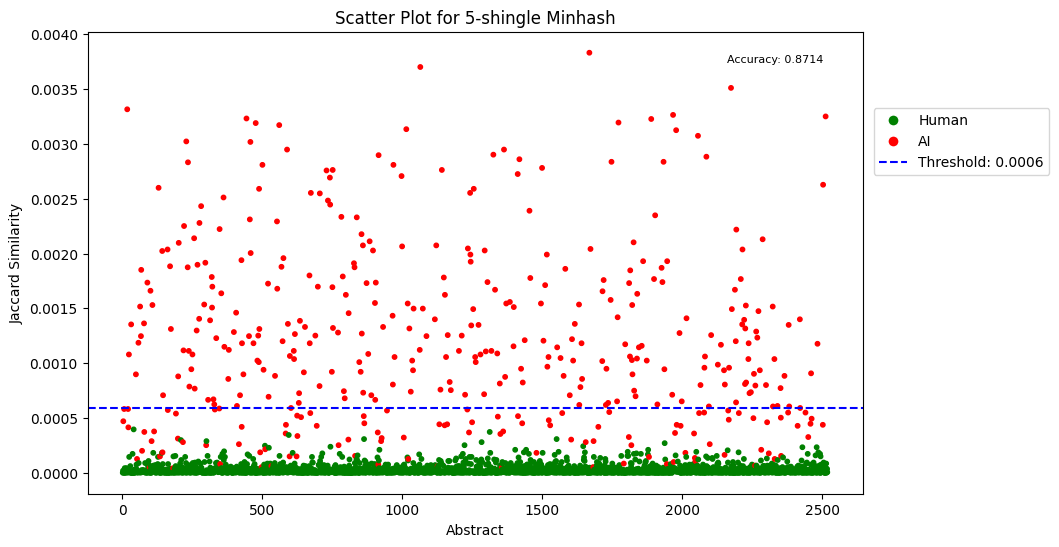 Scatter Plot for 5-shingle Minhash
Accuracy: 0.8714
Human
AI
Threshold: 0.0006
Jaccard Similarity
0.0040
0.0035
0.0030
0.0025
0.0020
0.0015
0.0010
0.0005
0.0000
0
500
1000
1500
2000
2500
Abstract